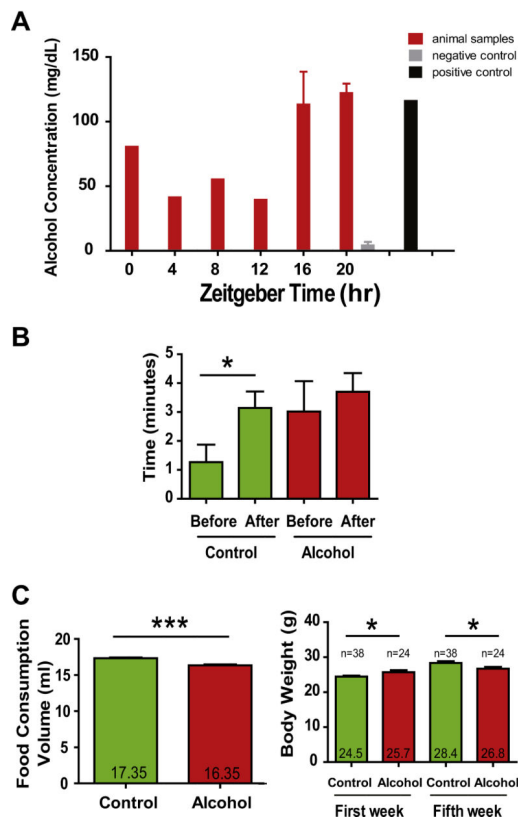 A
animal samples
negative control
positive control
Alcohol Concentration (mg/dL)
150
100
50
0
0 4 8 12 16 20
Zeitgeber Time (hr)
B
Time (minutes)
5
4
3
2
1
0
*
Before After Before After
Control Alcohol
C
Food Consumption
Volume (ml)
20
15
10
5
0
***
17.35 16.35
Control Alcohol
Body Weight (g)
40
30
20
10
0
* *
n=38 n=24 n=38 n=24
24.5 25.7 28.4 26.8
Control Alcohol Control Alcohol
First week Fifth week